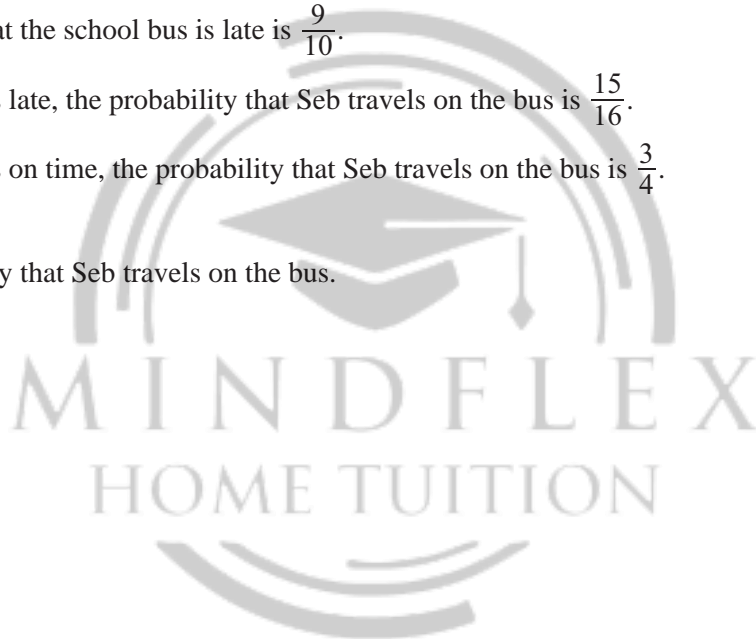 at the school bus is late is 9/10.
late, the probability that Seb travels on the bus is 15/16.
on time, the probability that Seb travels on the bus is 3/4.
y that Seb travels on the bus.
MINDFLEX
HOME TUITION